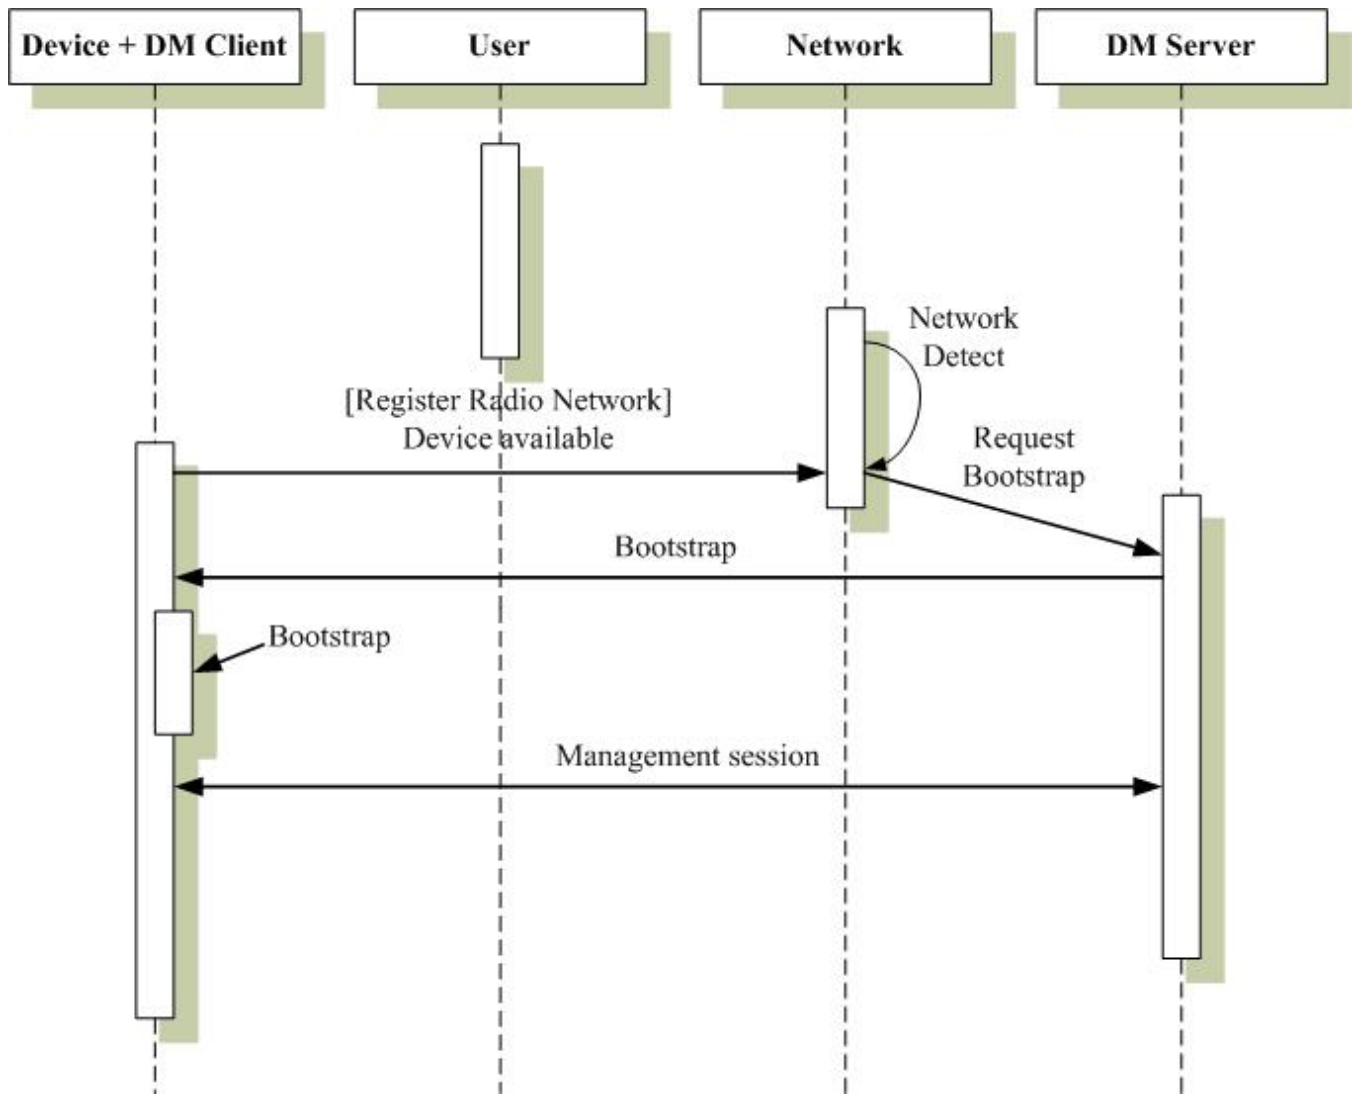 Device + DM Client
User
Network
DM Server
Network
Detect
[Register Radio Network]
Device available
Request
Bootstrap
Bootstrap
Bootstrap
Management session